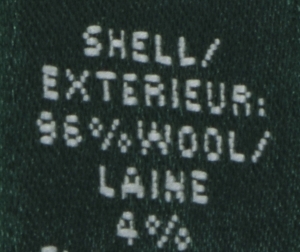 SHELL/
EXTERIEUR:
96%WOOL/
LAINE
4%